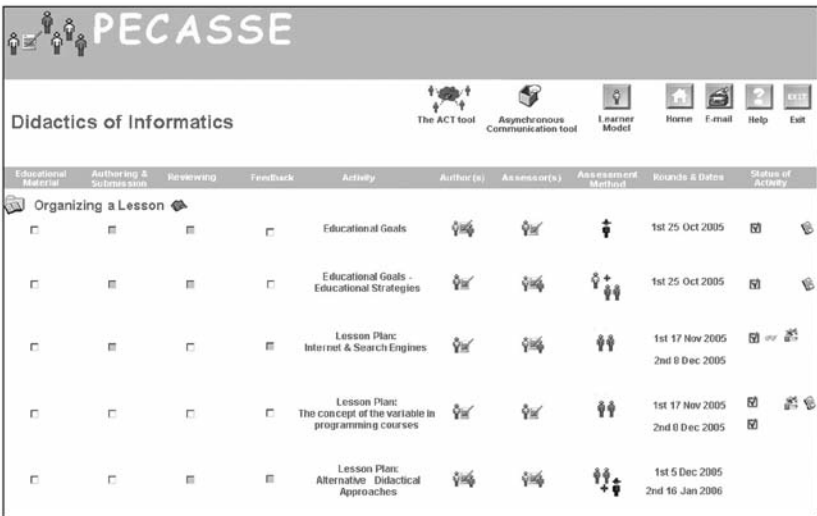 PECASSE
Didactics of Informatics
The ACT tool
Asynchronous
Communication tool
Learner
Model
Home
E-mail
Help
EXIT
Exit
Educational
Material
Authoring &
Submission
Reviewing
Feedback
Activity
Author(s)
Assessor(s)
Assessment
Method
Rounds & Dates
Status of
Activity
Organizing a Lesson
Educational Goals
1st 25 Oct 2005
Educational Goals -
Educational Strategies
1st 25 Oct 2005
Lesson Plan:
Internet & Search Engines
1st 17 Nov 2005
2nd 8 Dec 2005
Lesson Plan:
The concept of the variable in
programming courses
1st 17 Nov 2005
2nd 8 Dec 2005
Lesson Plan:
Alternative Didactical
Approaches
1st 5 Dec 2005
2nd 16 Jan 2006